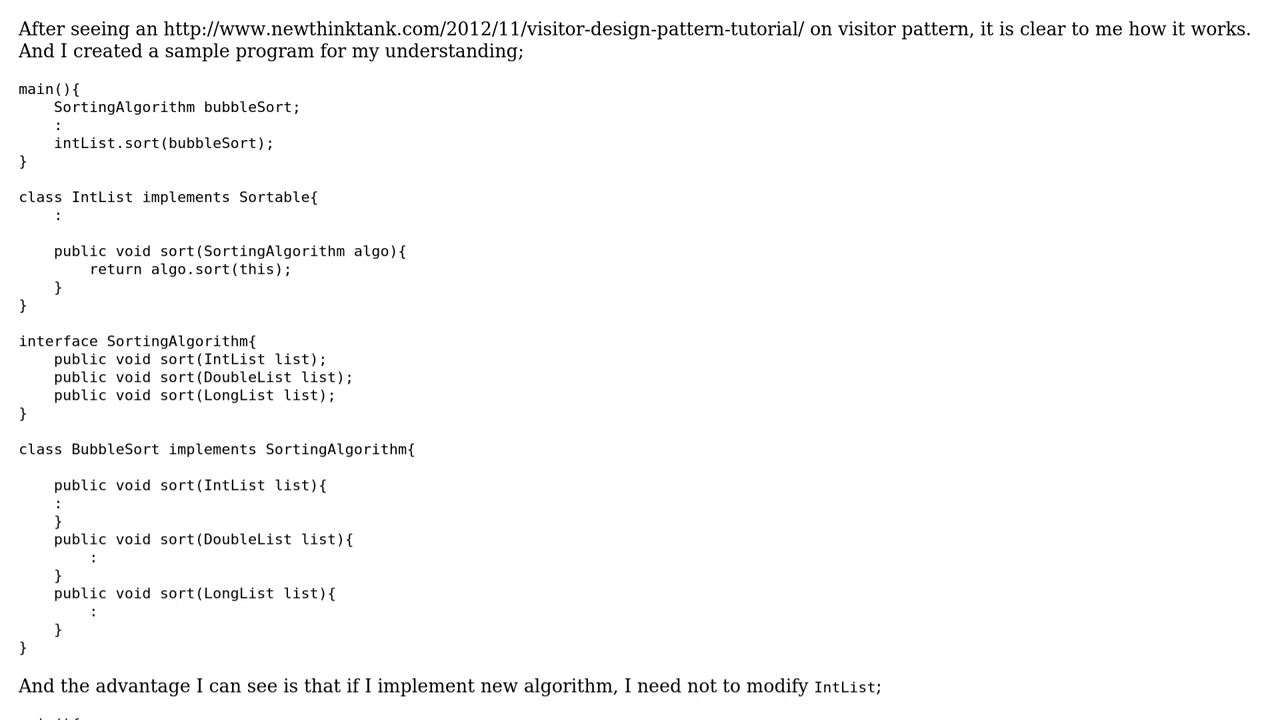 After seeing an http://www.newthinktank.com/2012/11/visitor-design-pattern-tutorial/ on visitor pattern, it is clear to me how it works.
And I created a sample program for my understanding;
main(){
    SortingAlgorithm bubbleSort;
    :
    intList.sort(bubbleSort);
}
class IntList implements Sortable{
    :
    public void sort(SortingAlgorithm algo){
        return algo.sort(this);
    }
}
interface SortingAlgorithm{
    public void sort(IntList list);
    public void sort(DoubleList list);
    public void sort(LongList list);
}
class BubbleSort implements SortingAlgorithm{
    public void sort(IntList list){
    :
    }
    public void sort(DoubleList list){
        :
    }
    public void sort(LongList list){
        :
    }
}
And the advantage I can see is that if I implement new algorithm, I need not to modify IntList;